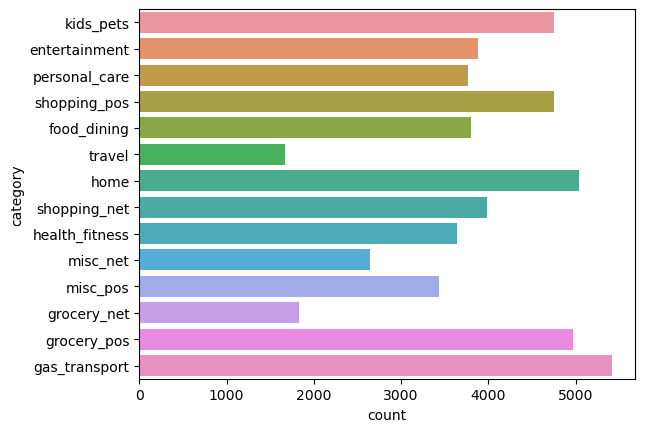 kids_pets
entertainment
personal_care
shopping_pos
food_dining
travel
home
shopping_net
health_fitness
misc_net
misc_pos
grocery_net
grocery_pos
gas_transport
category
0 1000 2000 3000 4000 5000
count